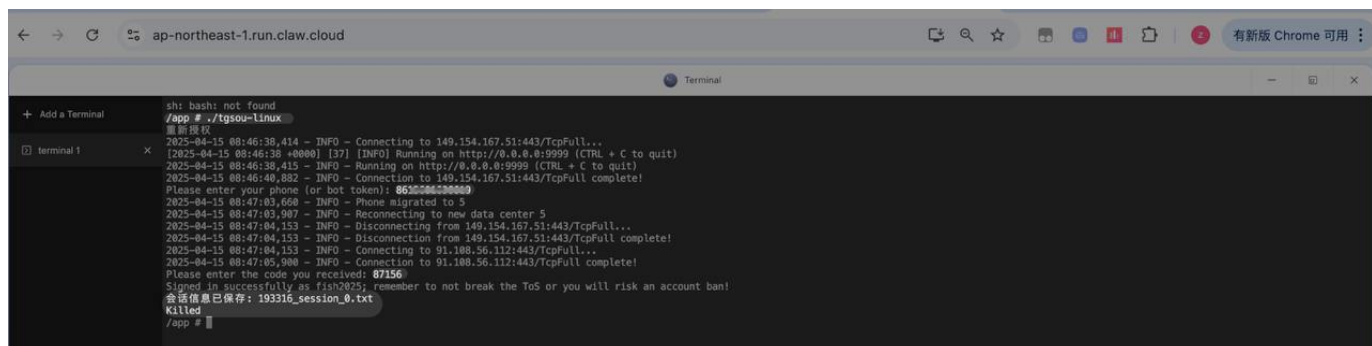 ap-northeast-1.run.claw.cloud
有新版 Chrome 可用
Terminal
+ Add a Terminal
terminal 1
sh: bash: not found
/app # ./tgsou-linux
重新授权
2025-04-15 08:46:38,414 - INFO - Connecting to 149.154.167.51:443/TcpFull...
[2025-04-15 08:46:38 +0000] [37] [INFO] Running on http://0.0.0.0:9999 (CTRL + C to quit)
2025-04-15 08:46:38,415 - INFO - Running on http://0.0.0.0:9999 (CTRL + C to quit)
2025-04-15 08:46:40,882 - INFO - Connection to 149.154.167.51:443/TcpFull complete!
Please enter your phone (or bot token):
2025-04-15 08:47:03,660 - INFO - Phone migrated to 5
2025-04-15 08:47:03,907 - INFO - Reconnecting to new data center 5
2025-04-15 08:47:04,153 - INFO - Disconnecting from 149.154.167.51:443/TcpFull...
2025-04-15 08:47:04,153 - INFO - Disconnection from 149.154.167.51:443/TcpFull complete!
2025-04-15 08:47:04,153 - INFO - Connecting to 91.108.56.112:443/TcpFull...
2025-04-15 08:47:05,900 - INFO - Connection to 91.108.56.112:443/TcpFull complete!
Please enter the code you received: 87156
Signed in successfully as fish2025; remember to not break the ToS or you will risk an account ban!
会话信息已保存: 193316_session_0.txt
Killed
/app #